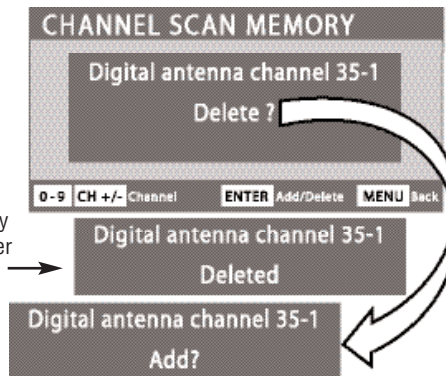 CHANNEL SCAN MEMORY
Digital antenna channel 35-1
Delete ?
0-9 CH +/- Channel ENTER Add/Delete MENU Back
y
er
Digital antenna channel 35-1
Deleted
Digital antenna channel 35-1
Add?